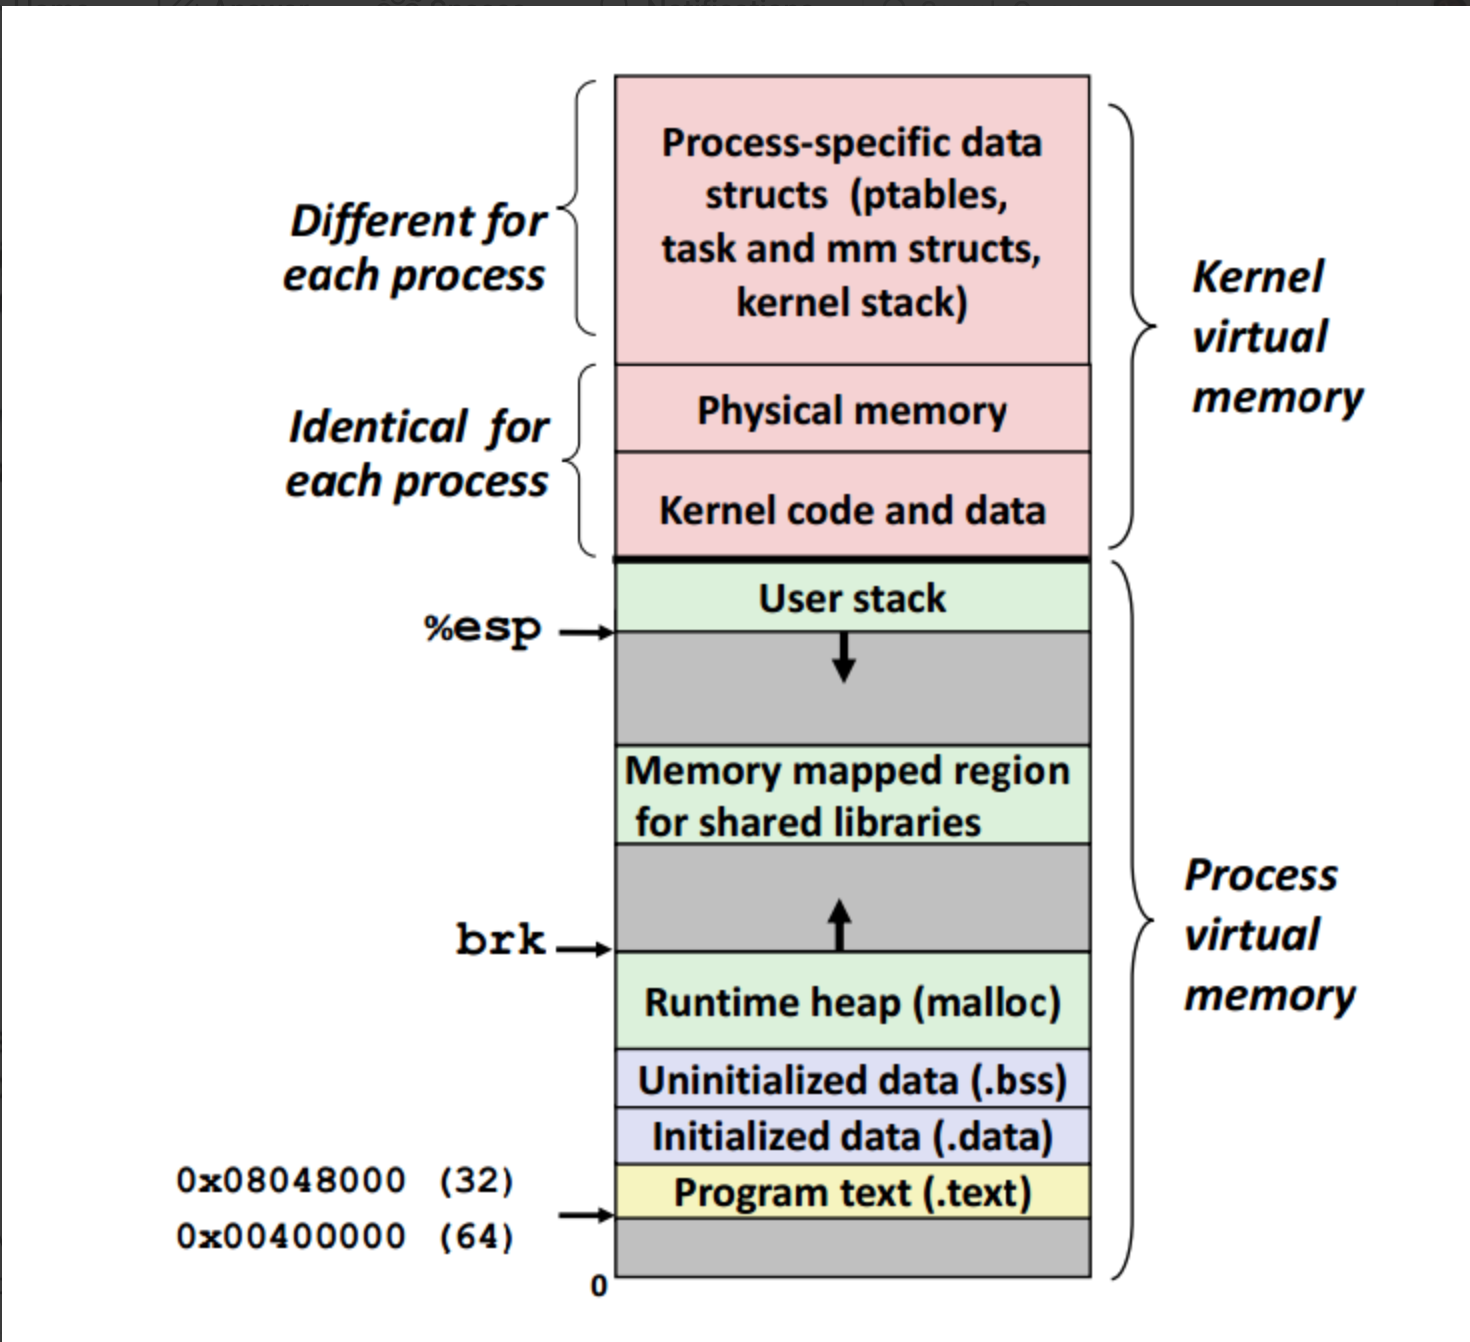 Process-specific data
structs (ptables,
task and mm structs,
kernel stack)
Different for
each process
Kernel
virtual
memory
Physical memory
Identical for
each process
Kernel code and data
User stack
%esp
Memory mapped region
for shared libraries
Process
virtual
memory
brk
Runtime heap (malloc)
Uninitialized data (.bss)
Initialized data (.data)
0x08048000 (32)
Program text (.text)
0x00400000 (64)
0